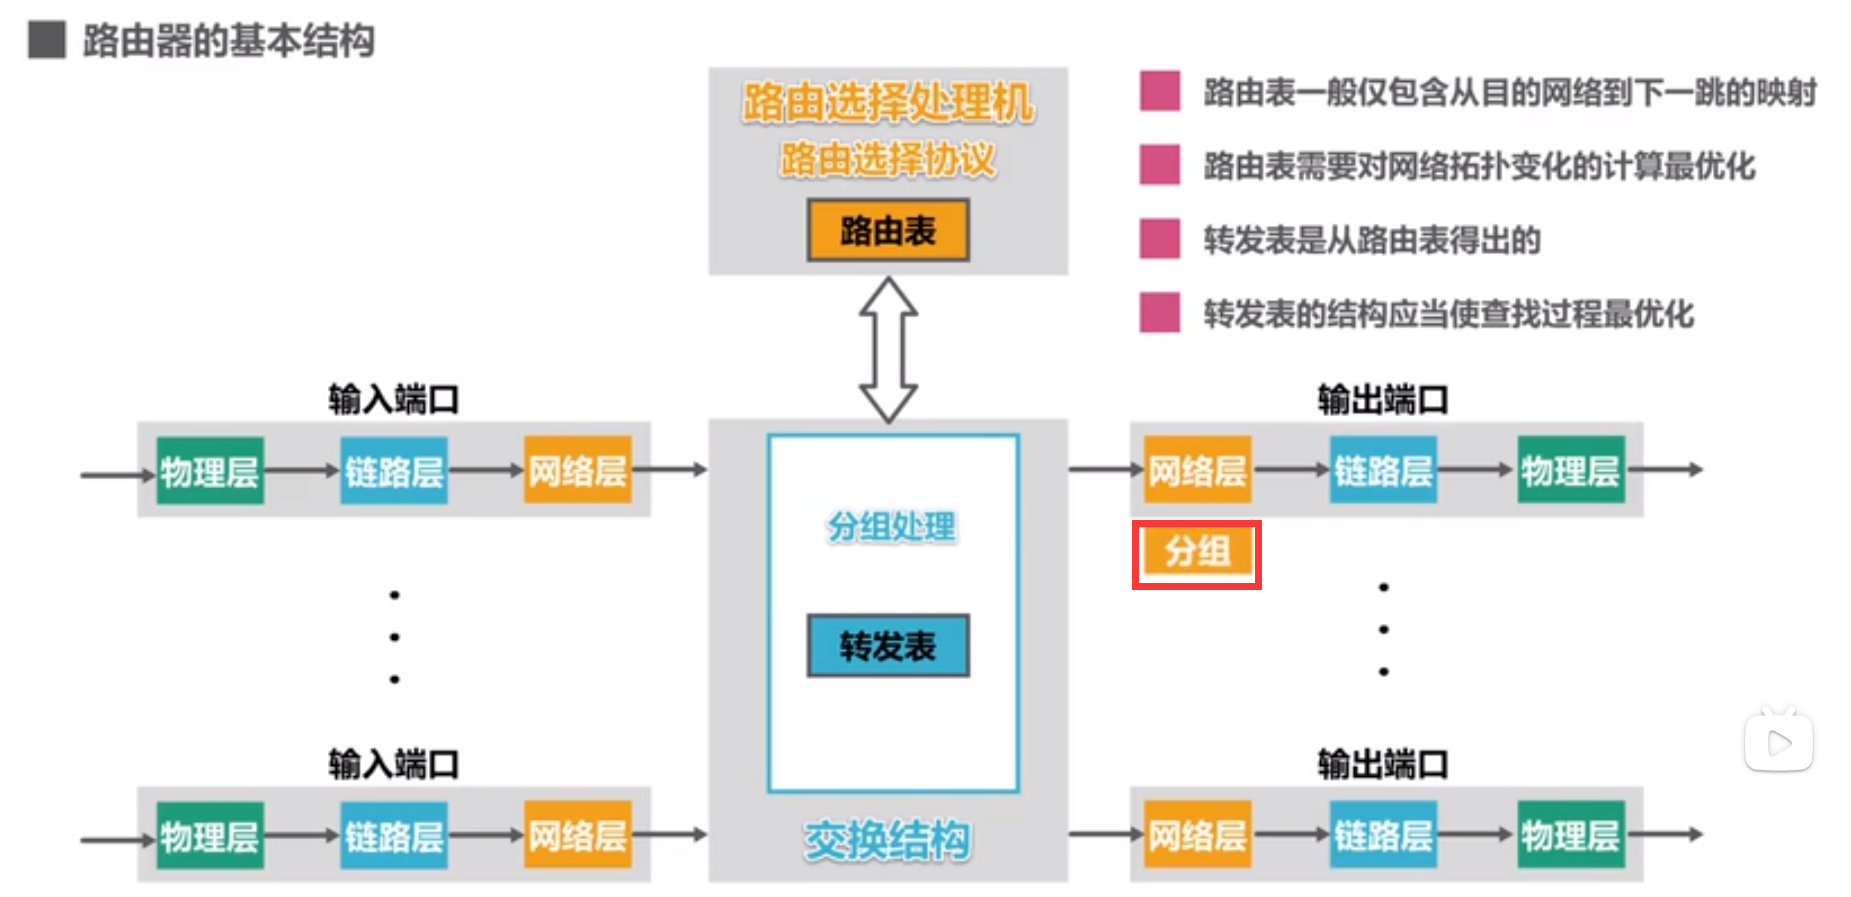 路由器的基本结构
路由选择处理机
路由选择协议
路由表
路由表一般仅包含从目的网络到下一跳的映射
路由表需要对网络拓扑变化的计算最优化
转发表是从路由表得出的
转发表的结构应当使查找过程最优化
输入端口
物理层 链路层 网络层
分组处理
转发表
交换结构
输出端口
网络层 链路层 物理层
分组
输入端口
物理层 链路层 网络层
输出端口
网络层 链路层 物理层